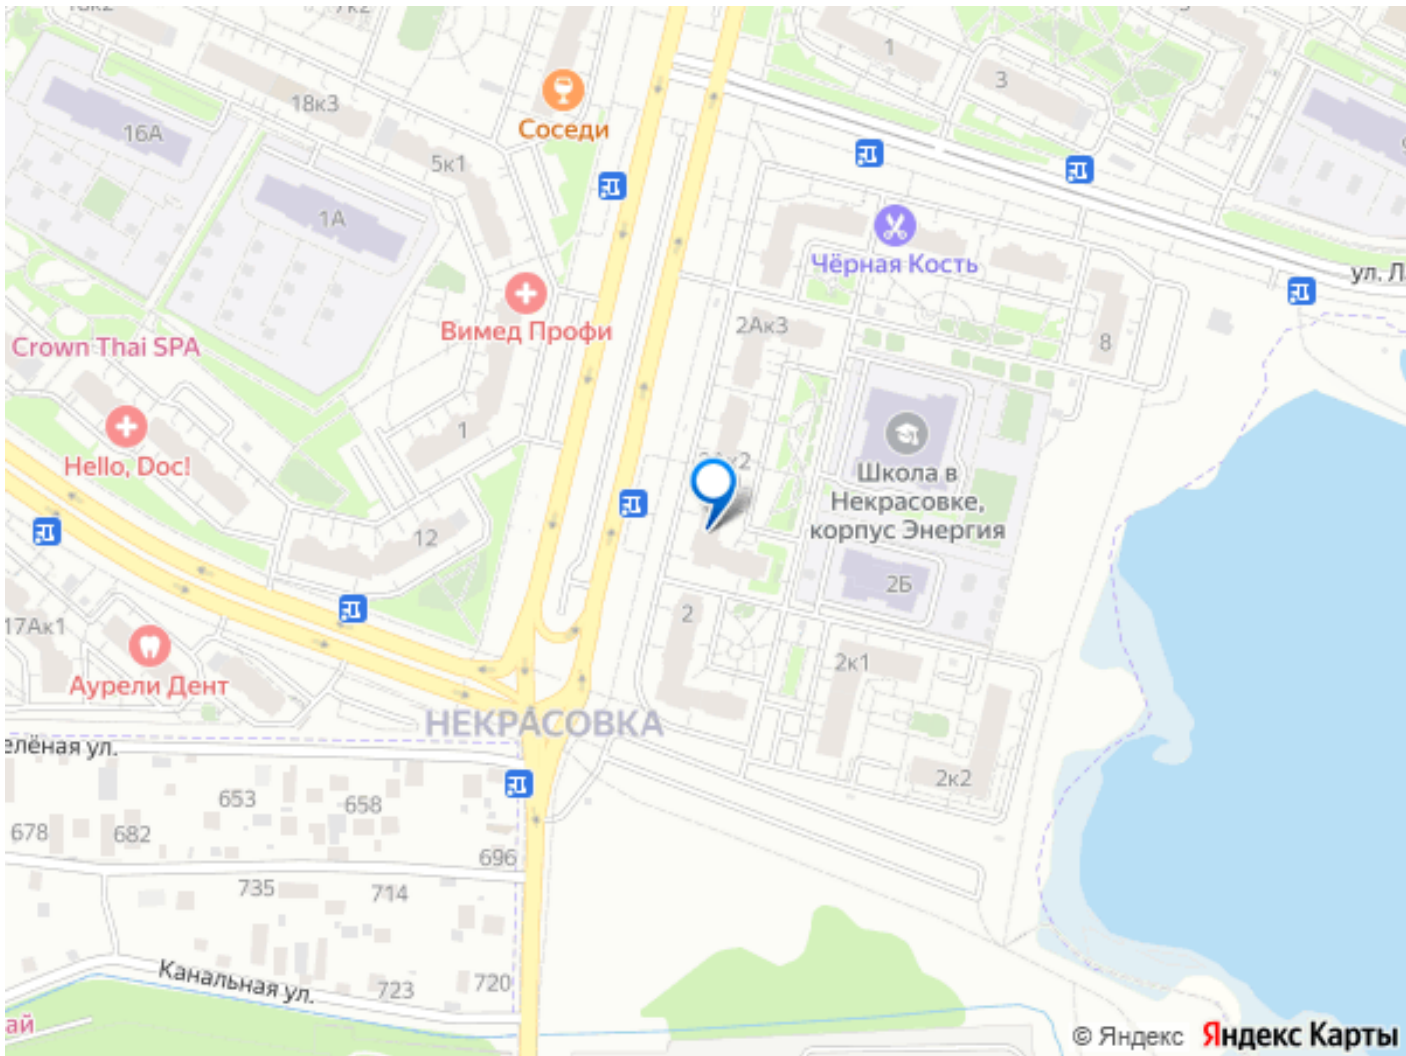 7к2
1
3
18к3
16А
Соседи
5к1
1А
Чёрная Кость
ул. Л
Вимед Профи
2Ак3
8
Crown Thai SPA
1
Hello, Doc!
Школа в
Некрасовке,
корпус Энергия
12
2Б
2
17Ак1
2к1
Аурели Дент
НЕКРАСОВКА
елёная ул.
2к2
653
658
678
682
696
735
714
Канальная ул.
723
720
ай
© Яндекс Яндекс Карты